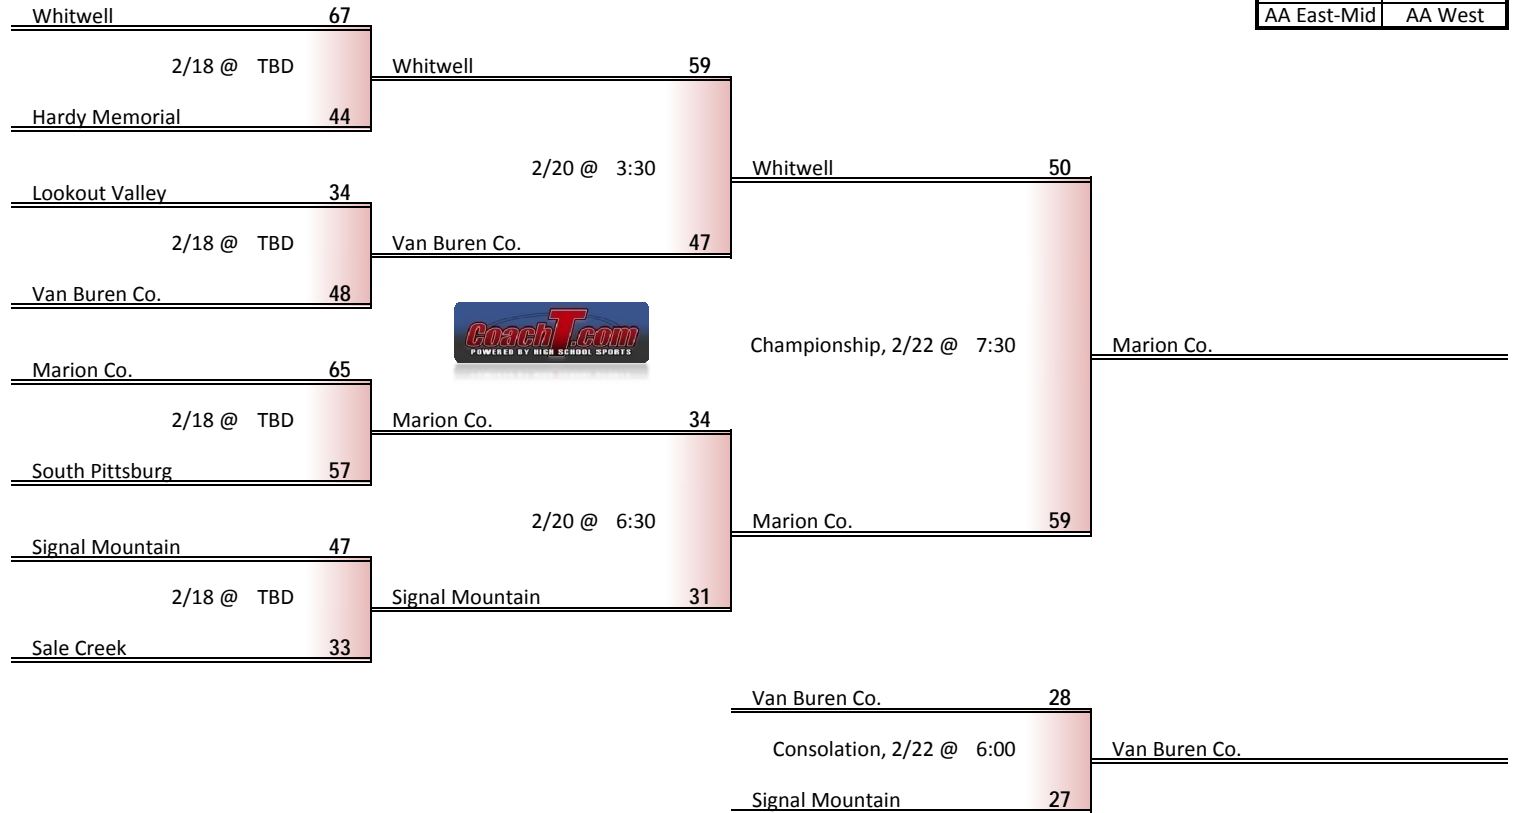 Whitwell 67
AA East-Mid AA West
2/18 @ TBD
Whitwell 59
Hardy Memorial 44
2/20 @ 3:30
Whitwell 50
Lookout Valley 34
2/18 @ TBD
Van Buren Co. 47
Van Buren Co. 48
CoachT.com
POWERED BY HIGH SCHOOL SPORTS
Championship, 2/22 @ 7:30
Marion Co.
Marion Co. 65
2/18 @ TBD
Marion Co. 34
South Pittsburg 57
2/20 @ 6:30
Marion Co. 59
Signal Mountain 47
2/18 @ TBD
Signal Mountain 31
Sale Creek 33
Van Buren Co. 28
Consolation, 2/22 @ 6:00
Van Buren Co.
Signal Mountain 27